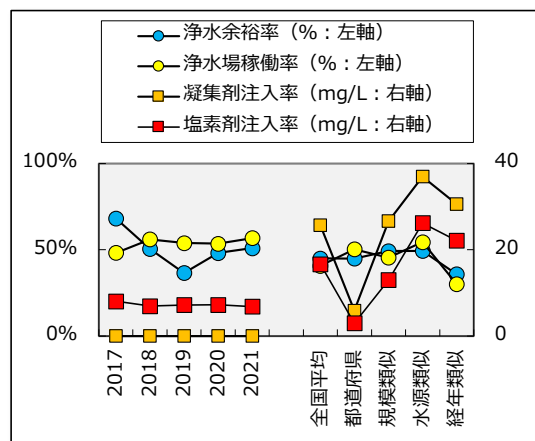 浄水余裕率（%：左軸）
浄水場稼働率（%：左軸）
凝集剤注入率（mg/L：右軸）
塩素剤注入率（mg/L：右軸）
100%
50%
0%
40
20
0
2017
2018
2019
2020
2021
全国平均
都道府県
規模類似
水源類似
経年類似